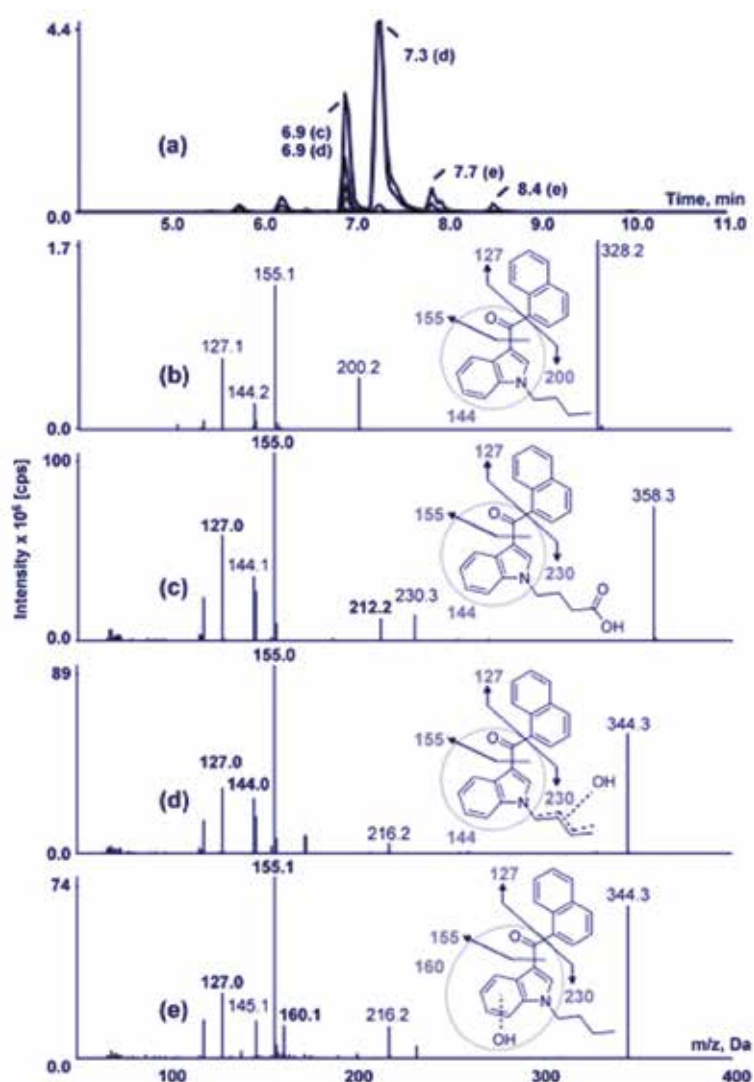 4.4
7.3 (d)
6.9 (c)
6.9 (d)
(a)
7.7 (e)
8.4 (e)
Time, min
0.0
5.0 6.0 7.0 8.0 9.0 10.0 11.0
1.7
328.2
127
155.1
O
155
127.1
(b)
200.2
200
144.2
N
144
0.0
Intensity x 10⁶ [cps]
155.0
100
127
358.3
O
127.0
155
144.1
(c)
230
212.2
230.3
N
144
O
OH
0.0
155.0
89
127
344.3
O
127.0
155
144.0
OH
(d)
230
N
216.2
144
0.0
155.1
74
127
344.3
O
155
127.0
160
145.1
160.1
(e)
216.2
230
N
OH
m/z, Da
0.0
100 200 300 400